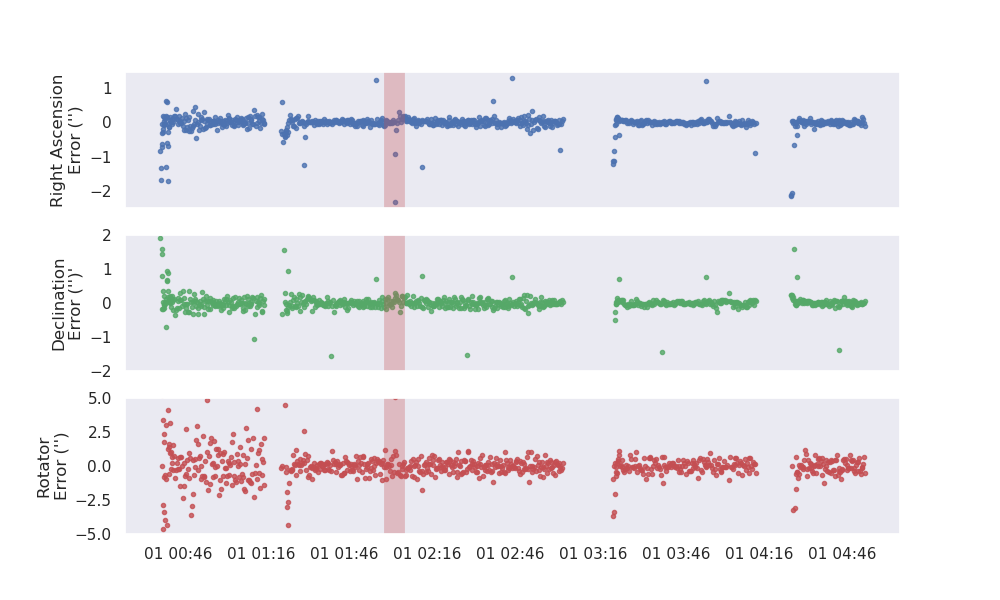 Right Ascension
Error ('')
1
0
−1
−2
Declination
Error ('')'
2
1
0
−1
−2
Rotator
Error ('')
5.0
2.5
0.0
−2.5
−5.0
01 00:46 01 01:16 01 01:46 01 02:16 01 02:46 01 03:16 01 03:46 01 04:16 01 04:46